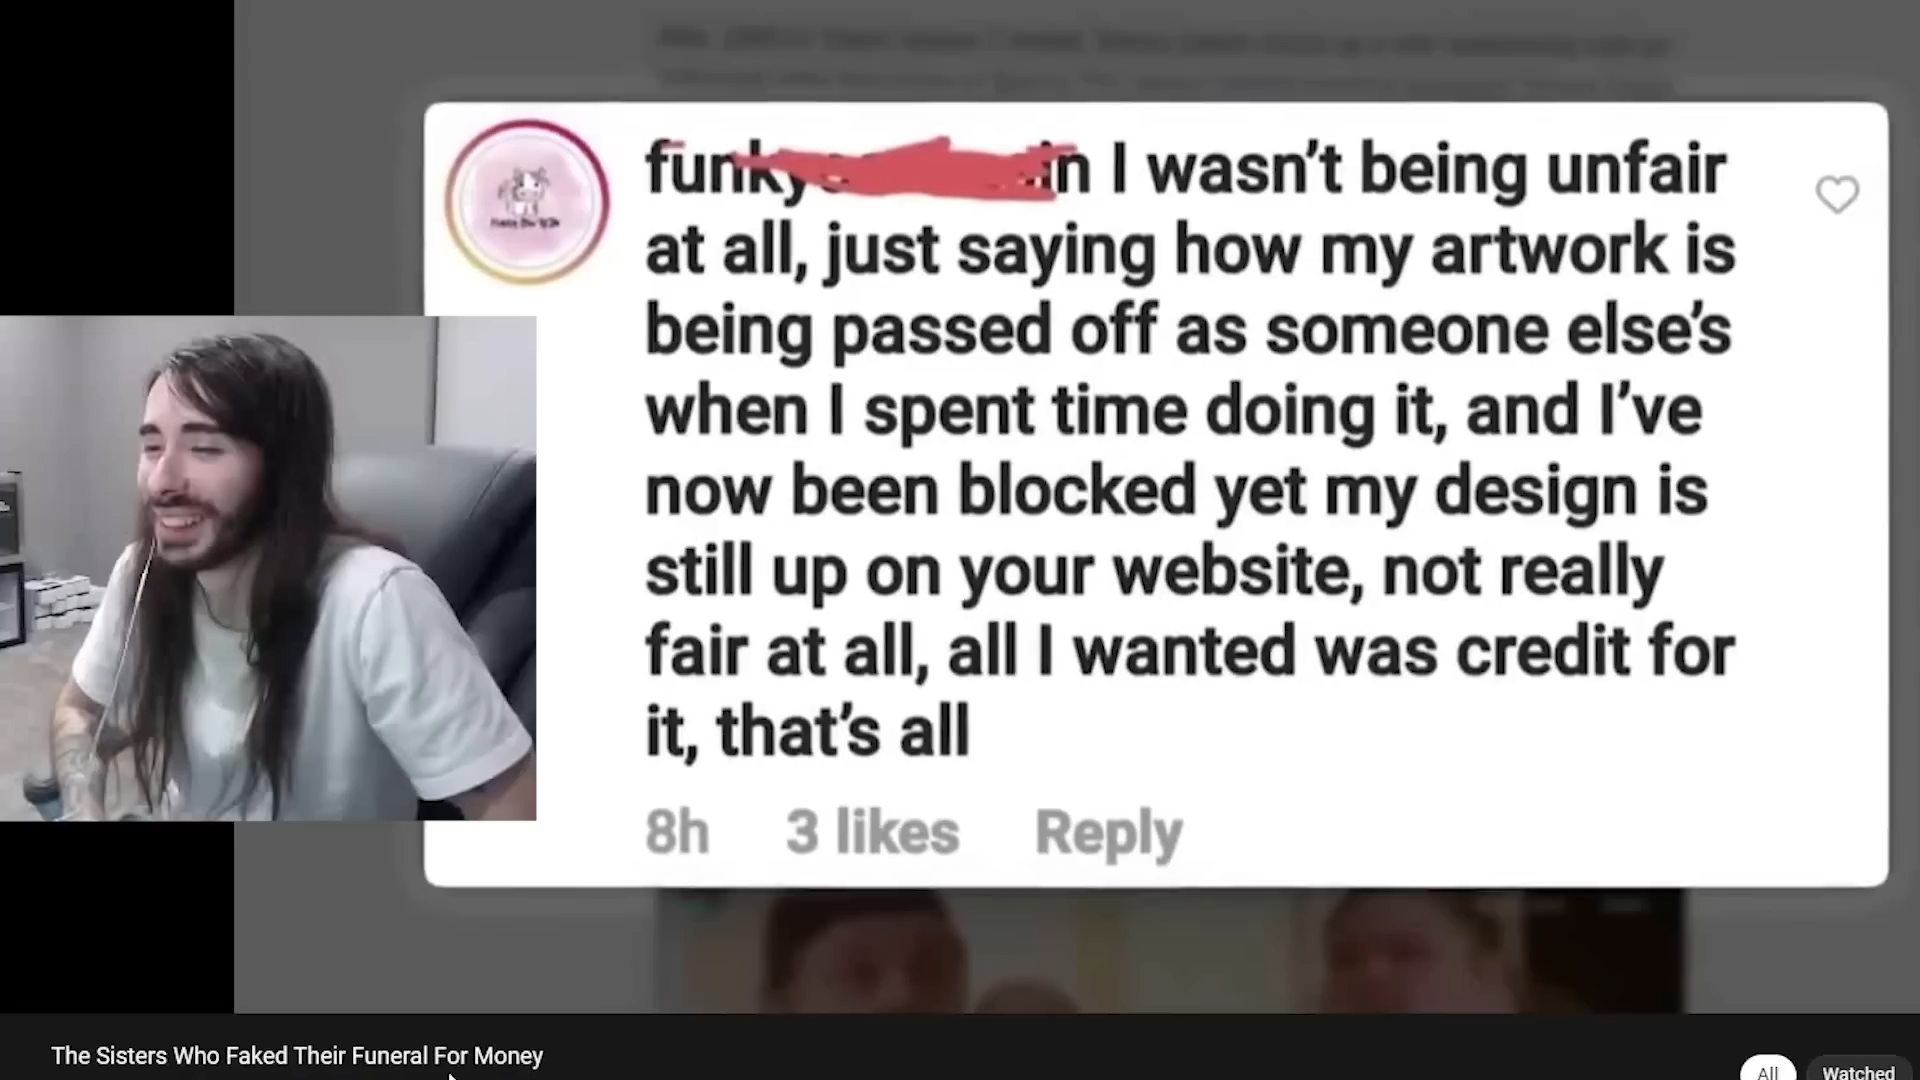 I wasn't being unfair
at all, just saying how my artwork is
being passed off as someone else's
when I spent time doing it, and I've
now been blocked yet my design is
still up on your website, not really
fair at all, all I wanted was credit for
it, that's all
8h 3 likes Reply
The Sisters Who Faked Their Funeral For Money
All Watched